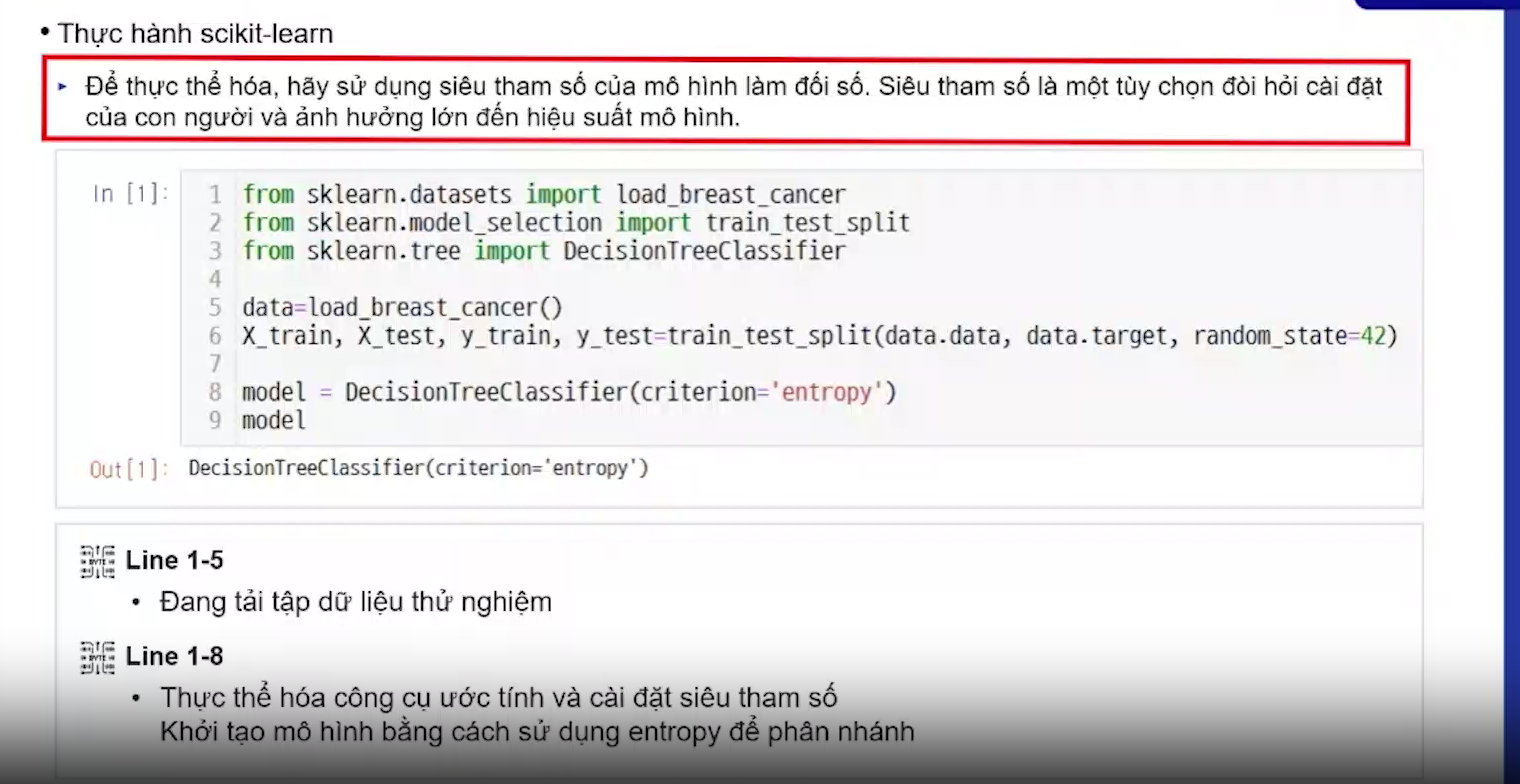 • Thực hành scikit-learn
▸ Để thực thể hóa, hãy sử dụng siêu tham số của mô hình làm đối số. Siêu tham số là một tùy chọn đòi hỏi cài đặt
của con người và ảnh hưởng lớn đến hiệu suất mô hình.
In [1]:
1 from sklearn.datasets import load_breast_cancer
2 from sklearn.model_selection import train_test_split
3 from sklearn.tree import DecisionTreeClassifier
4
5 data=load_breast_cancer()
6 X_train, X_test, y_train, y_test=train_test_split(data.data, data.target, random_state=42)
7
8 model = DecisionTreeClassifier(criterion='entropy')
9 model
Out[1]: DecisionTreeClassifier(criterion='entropy')
Line 1-5
• Đang tải tập dữ liệu thử nghiệm
Line 1-8
• Thực thể hóa công cụ ước tính và cài đặt siêu tham số
Khởi tạo mô hình bằng cách sử dụng entropy để phân nhánh